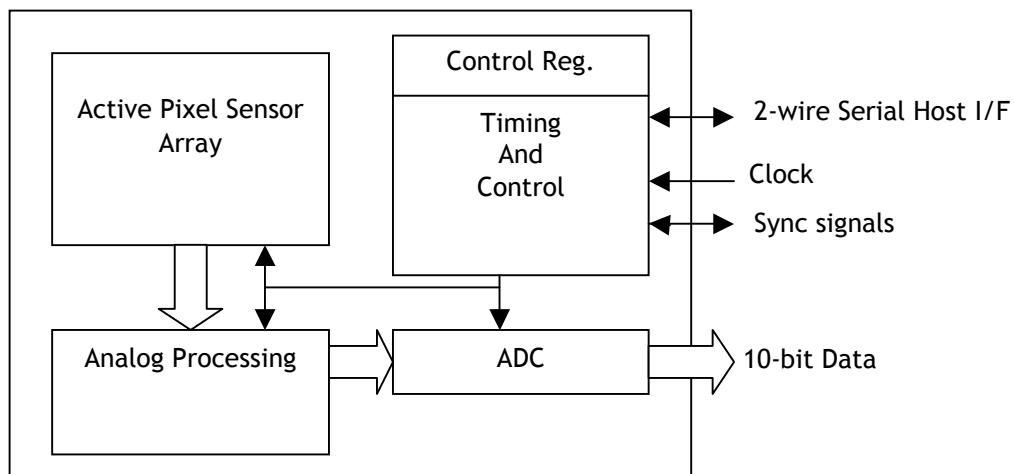 Active Pixel Sensor
Array
Control Reg.
Timing
And
Control
2-wire Serial Host I/F
Clock
Sync signals
Analog Processing
ADC
10-bit Data